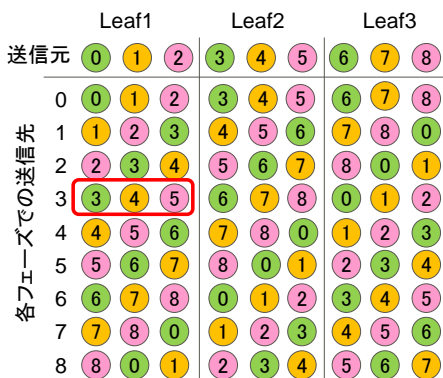 Leaf1 Leaf2 Leaf3
送信元 0 1 2 3 4 5 6 7 8
各フェーズでの送信先
0 0 1 2 3 4 5 6 7 8
1 1 2 3 4 5 6 7 8 0
2 2 3 4 5 6 7 8 0 1
3 3 4 5 6 7 8 0 1 2
4 4 5 6 7 8 0 1 2 3
5 5 6 7 8 0 1 2 3 4
6 6 7 8 0 1 2 3 4 5
7 7 8 0 1 2 3 4 5 6
8 8 0 1 2 3 4 5 6 7